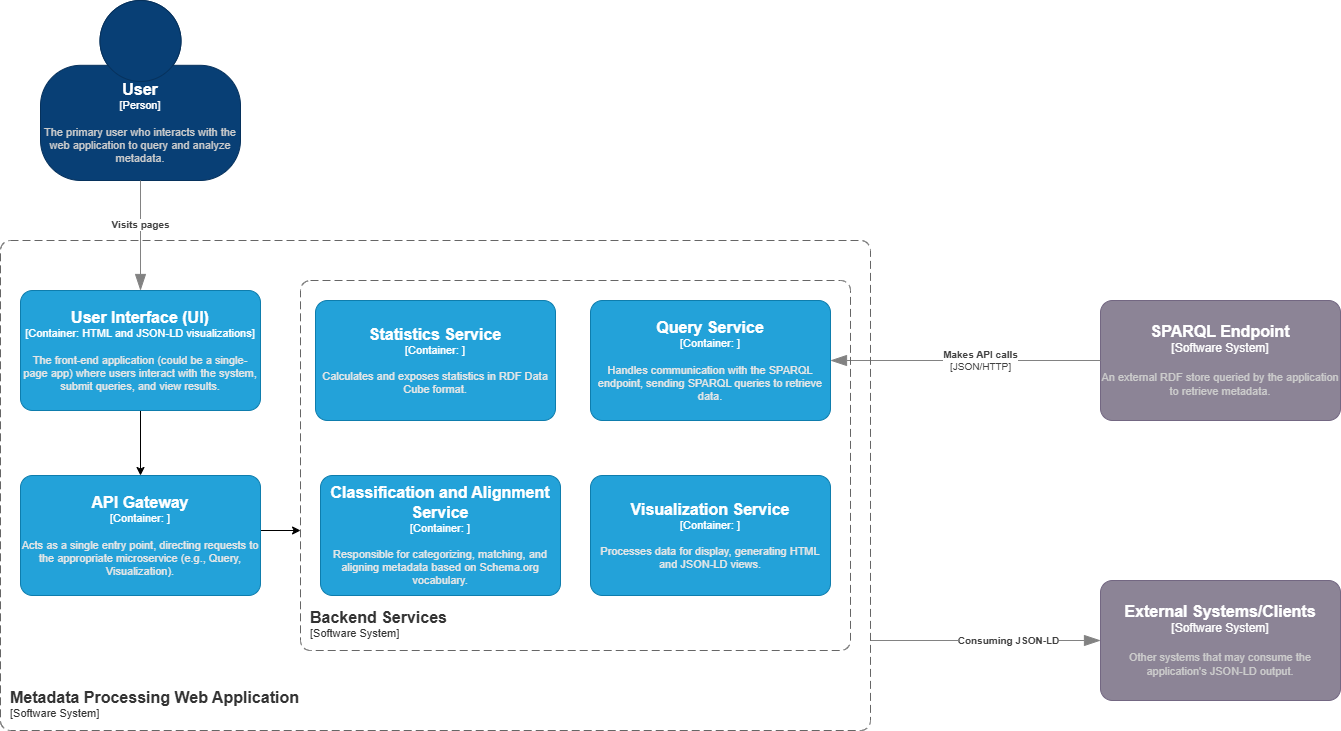 User
[Person]
The primary user who interacts with the
web application to query and analyze
metadata.
Visits pages
User Interface (UI)
[Container: HTML and JSON-LD visualizations]
The front-end application (could be a single-
page app) where users interact with the system,
submit queries, and view results.
Statistics Service
[Container: ]
Calculates and exposes statistics in RDF Data
Cube format.
Query Service
[Container: ]
Handles communication with the SPARQL
endpoint, sending SPARQL queries to retrieve
data.
Makes API calls
[JSON/HTTP]
SPARQL Endpoint
[Software System]
An external RDF store queried by the application
to retrieve metadata.
API Gateway
[Container: ]
Acts as a single entry point, directing requests to
the appropriate microservice (e.g., Query,
Visualization).
Classification and Alignment
Service
[Container: ]
Responsible for categorizing, matching, and
aligning metadata based on Schema.org
vocabulary.
Visualization Service
[Container: ]
Processes data for display, generating HTML
and JSON-LD views.
Backend Services
[Software System]
Consuming JSON-LD
External Systems/Clients
[Software System]
Other systems that may consume the
application's JSON-LD output.
Metadata Processing Web Application
[Software System]